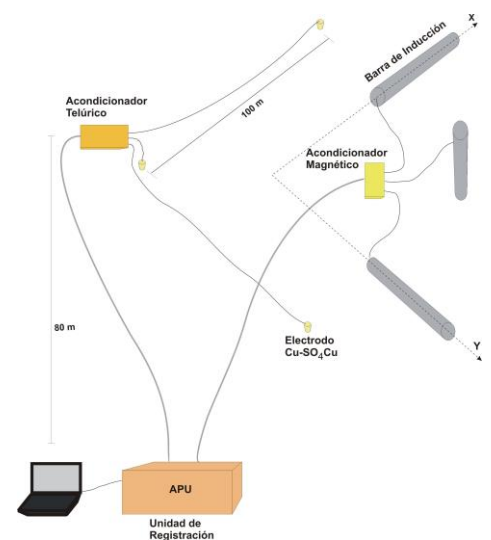 X
Barra de Inducción
100 m
Acondicionador
Telúrico
Acondicionador
Magnético
80 m
Electrodo
Cu-SO4Cu
Y
APU
Unidad de
Registración